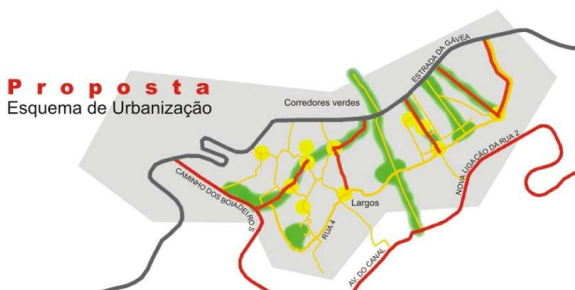 Proposta
Esquema de Urbanização
Corredores verdes
ESTRADA DA GÁVEA
CAMINHO DOS BOIADEIROS
Largos
RUA 4
AV. DO CANAL
NOVA LIGAÇÃO DA RUA 2